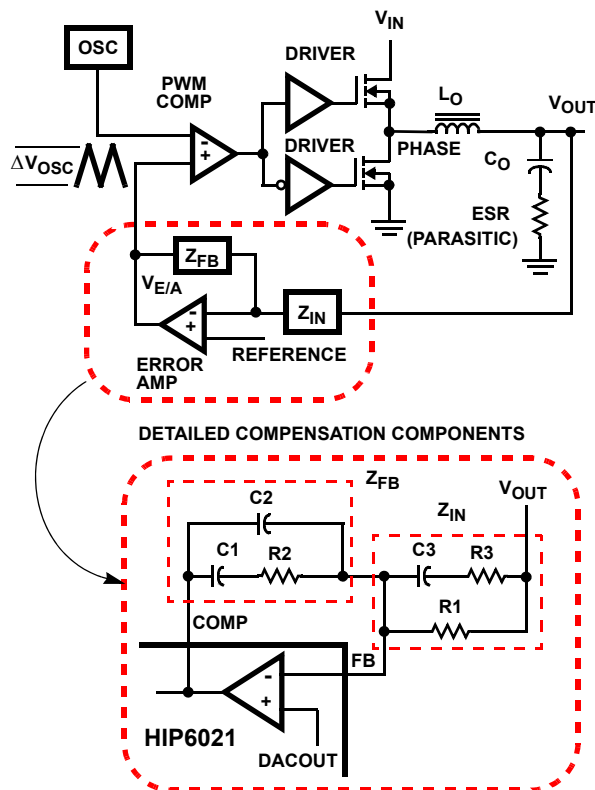 OSC
PWM
COMP
DRIVER
VIN
DRIVER
LO
VOUT
PHASE
CO
ESR
(PARASITIC)
ΔVOSC
-
+
ZFB
VE/A
-
+
ZIN
ERROR
AMP
REFERENCE
DETAILED COMPENSATION COMPONENTS
ZFB
C2
C1
R2
ZIN
VOUT
C3
R3
R1
COMP
FB
-
+
HIP6021
DACOUT